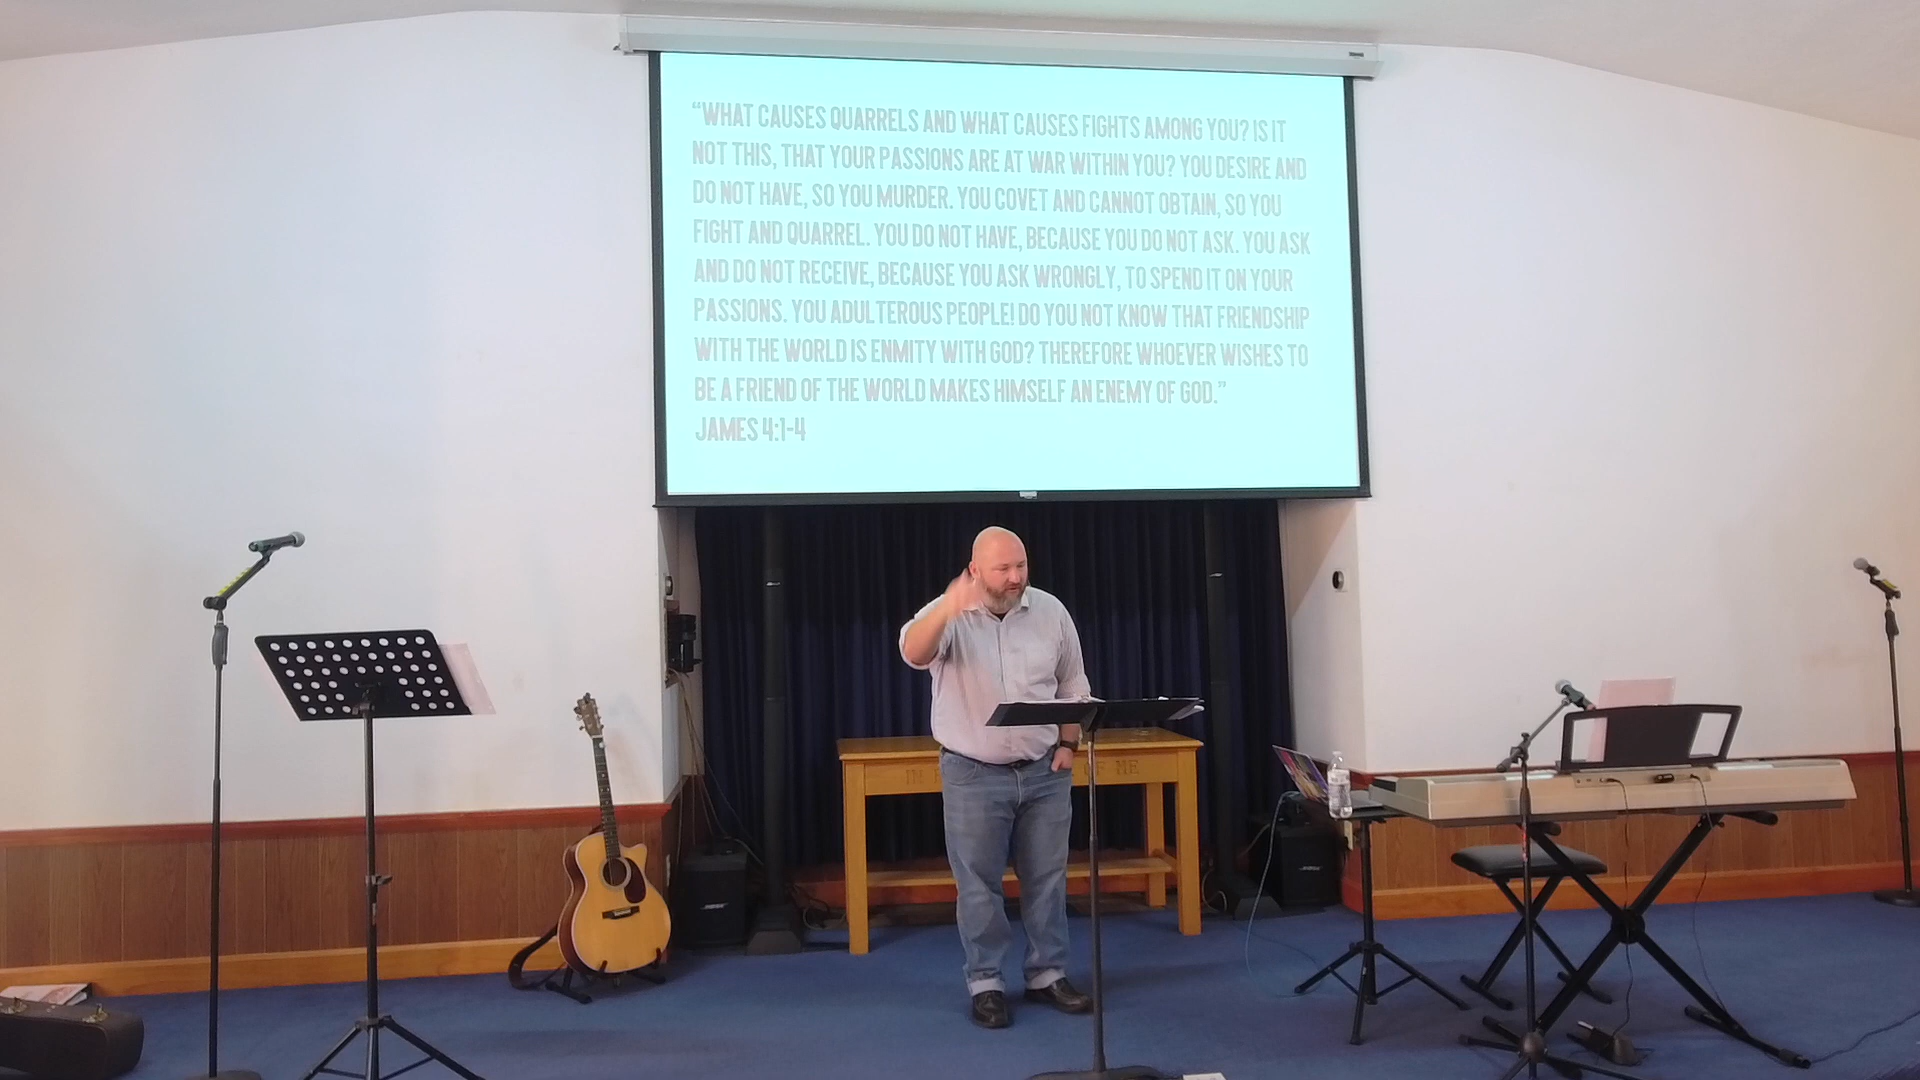 “WHAT CAUSES QUARRELS AND WHAT CAUSES FIGHTS AMONG YOU? IS IT
NOT THIS, THAT YOUR PASSIONS ARE AT WAR WITHIN YOU? YOU DESIRE AND
DO NOT HAVE, SO YOU MURDER. YOU COVET AND CANNOT OBTAIN, SO YOU
FIGHT AND QUARREL. YOU DO NOT HAVE, BECAUSE YOU DO NOT ASK. YOU ASK
AND DO NOT RECEIVE, BECAUSE YOU ASK WRONGLY, TO SPEND IT ON YOUR
PASSIONS. YOU ADULTEROUS PEOPLE! DO YOU NOT KNOW THAT FRIENDSHIP
WITH THE WORLD IS ENMITY WITH GOD? THEREFORE WHOEVER WISHES TO
BE A FRIEND OF THE WORLD MAKES HIMSELF AN ENEMY OF GOD.”
JAMES 4:1-4
IN OF ME
BOSE
BOSE